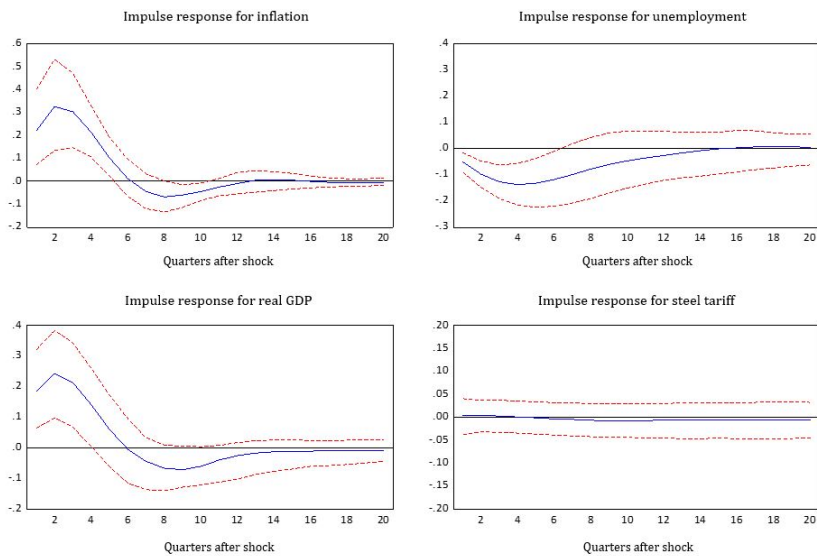 Impulse response for inflation
.6
.5
.4
.3
.2
.1
.0
-.1
-.2
2 4 6 8 10 12 14 16 18 20
Quarters after shock
Impulse response for unemployment
.4
.3
.2
.1
.0
-.1
-.2
-.3
2 4 6 8 10 12 14 16 18 20
Quarters after shock
Impulse response for real GDP
.4
.3
.2
.1
.0
-.1
-.2
2 4 6 8 10 12 14 16 18 20
Quarters after shock
Impulse response for steel tariff
.20
.15
.10
.05
.00
-.05
-.10
-.15
-.20
2 4 6 8 10 12 14 16 18 20
Quarters after shock